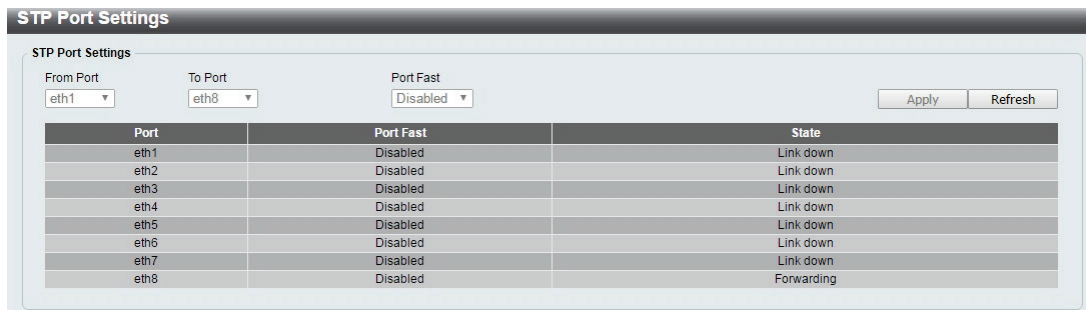 STP Port Settings
STP Port Settings
From Port To Port Port Fast
eth1 eth8 Disabled Apply Refresh
Port Port Fast State
eth1 Disabled Link down
eth2 Disabled Link down
eth3 Disabled Link down
eth4 Disabled Link down
eth5 Disabled Link down
eth6 Disabled Link down
eth7 Disabled Link down
eth8 Disabled Forwarding